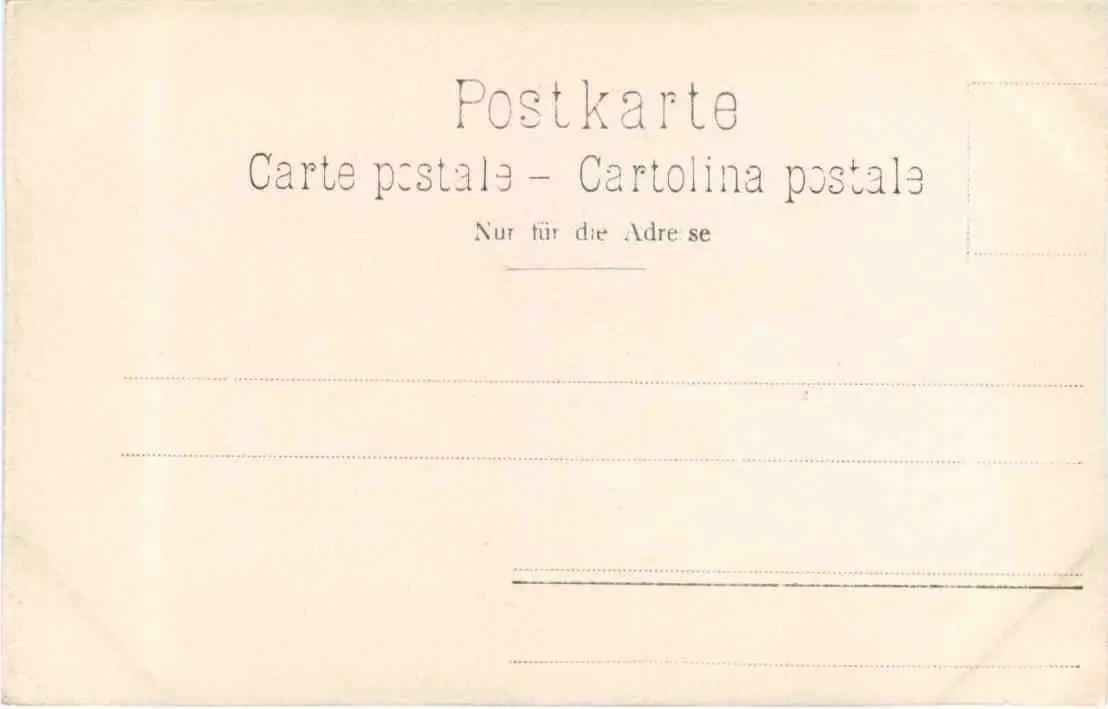 Postkarte
Carte postale – Cartolina postale
Nur für die Adresse